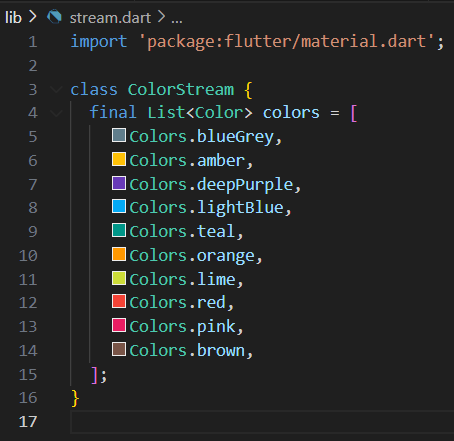 lib > stream.dart > ...
1 import 'package:flutter/material.dart';
2
3 class ColorStream {
4 final List<Color> colors = [
5 Colors.blueGrey,
6 Colors.amber,
7 Colors.deepPurple,
8 Colors.lightBlue,
9 Colors.teal,
10 Colors.orange,
11 Colors.lime,
12 Colors.red,
13 Colors.pink,
14 Colors.brown,
15 ];
16 }
17